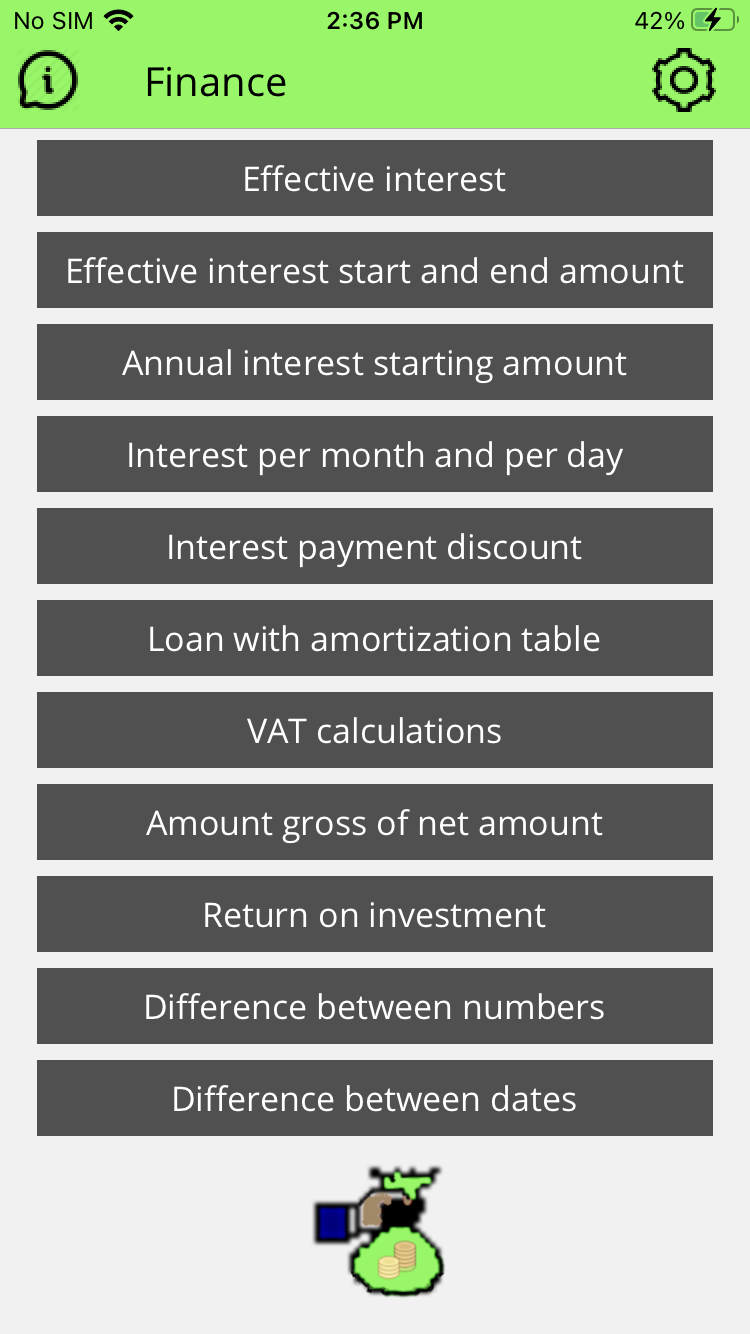 No SIM 2:36 PM 42%
i Finance
Effective interest
Effective interest start and end amount
Annual interest starting amount
Interest per month and per day
Interest payment discount
Loan with amortization table
VAT calculations
Amount gross of net amount
Return on investment
Difference between numbers
Difference between dates